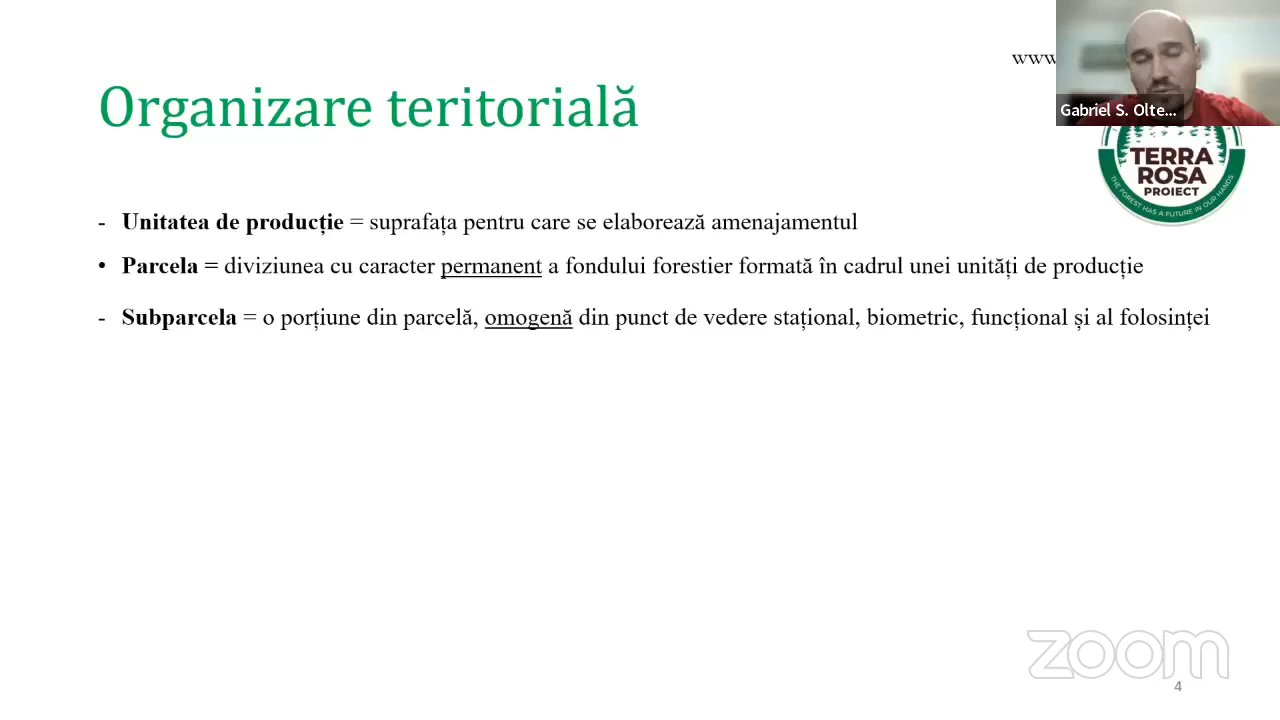 www
Organizare teritorială
Gabriel S. Olte...
TERRA
ROSA
PROIECT
THE FOREST HAS A FUTURE IN OUR HANDS
- Unitatea de producție = suprafața pentru care se elaborează amenajamentul
• Parcela = diviziunea cu caracter permanent a fondului forestier formată în cadrul unei unități de producție
- Subparcela = o porțiune din parcelă, omogenă din punct de vedere stațional, biometric, funcțional și al folosinței
zoom
4